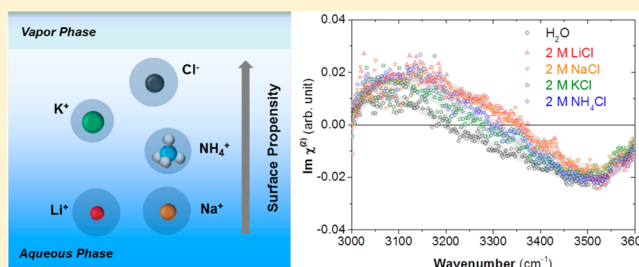 Vapor Phase
Cl-
K+
NH4+
Li+
Na+
Surface Propensity
Aqueous Phase
Im χ(2) (arb. unit)
0.04
0.02
0.00
-0.02
-0.04
H2O
2 M LiCl
2 M NaCl
2 M KCl
2 M NH4Cl
3000 3100 3200 3300 3400 3500 3600
Wavenumber (cm-1)